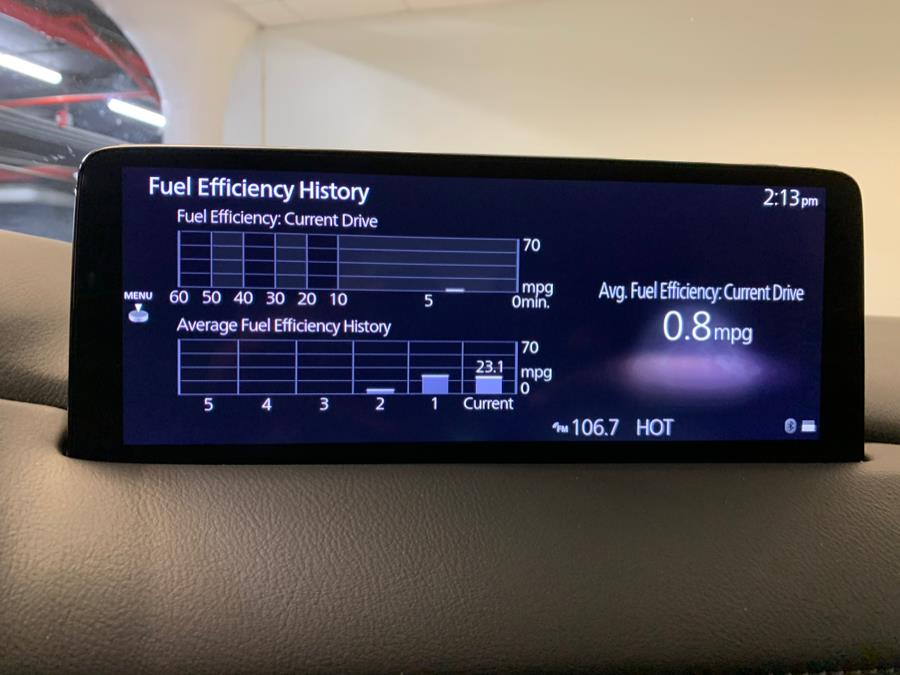 Fuel Efficiency History
2:13pm
Fuel Efficiency: Current Drive
70
mpg
60 50 40 30 20 10 5 0min.
MENU
Avg. Fuel Efficiency: Current Drive
0.8mpg
Average Fuel Efficiency History
70
23.1
mpg
0
5 4 3 2 1 Current
FM 106.7 HOT